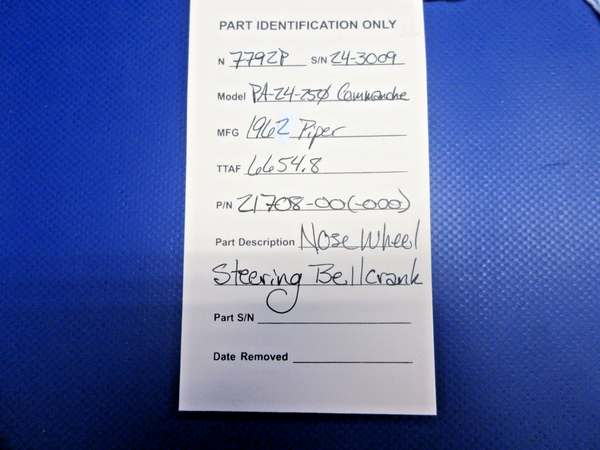 PART IDENTIFICATION ONLY
N 7792P S/N 24-3009
Model PA-24-250 Commanche
MFG 1962 Piper
TTAF 6654.8
P/N 21708-00(-000)
Part Description Nose Wheel
Steering Bellcrank
Part S/N
Date Removed